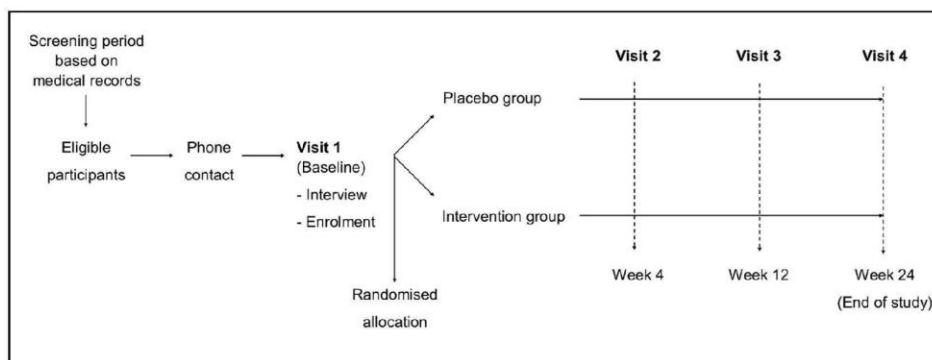 Screening period
based on
medical records
Eligible
participants
Phone
contact
Visit 1
(Baseline)
- Interview
- Enrolment
Placebo group
Intervention group
Randomised
allocation
Visit 2
Visit 3
Visit 4
Week 4
Week 12
Week 24
(End of study)